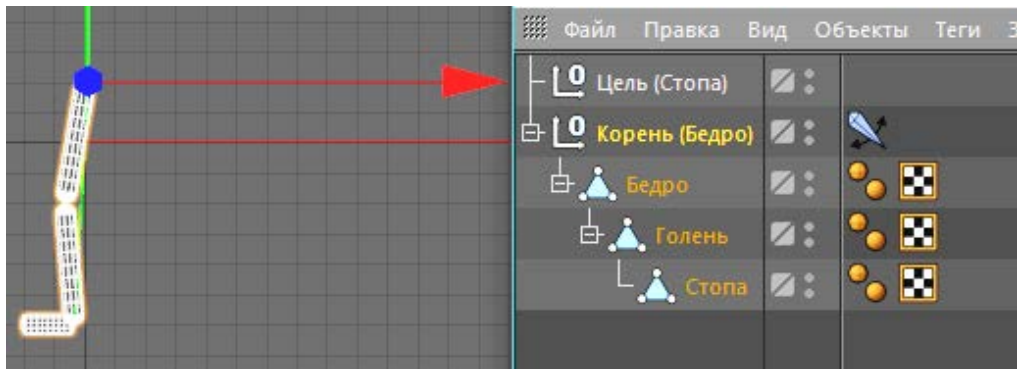 Файл Правка Вид Объекты Теги З
Цель (Стопа)
Корень (Бедро)
Бедро
Голень
Стопа